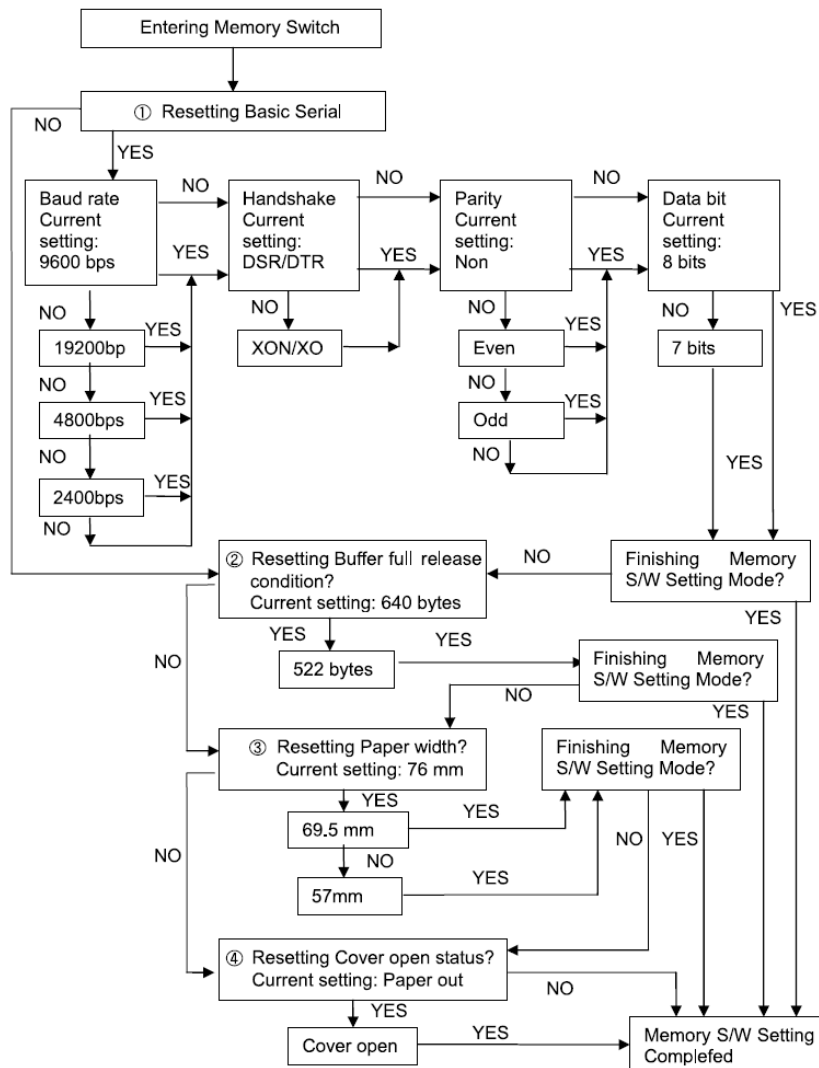 Entering Memory Switch
① Resetting Basic Serial
NO
YES
Baud rate
Current
setting:
9600 bps
NO
YES
Handshake
Current
setting:
DSR/DTR
NO
YES
Parity
Current
setting:
Non
NO
YES
Data bit
Current
setting:
8 bits
NO
YES
NO
YES
19200bp
NO
YES
4800bps
NO
YES
2400bps
NO
NO
XON/XO
NO
YES
Even
NO
YES
Odd
NO
7 bits
YES
② Resetting Buffer full release
condition?
Current setting: 640 bytes
NO
Finishing Memory
S/W Setting Mode?
YES
YES
YES
NO
522 bytes
Finishing Memory
S/W Setting Mode?
NO
YES
③ Resetting Paper width?
Current setting: 76 mm
Finishing Memory
S/W Setting Mode?
YES
YES
69.5 mm
NO
NO
NO
YES
57mm
YES
④ Resetting Cover open status?
Current setting: Paper out
NO
YES
Cover open
YES
Memory S/W Setting
Complefed